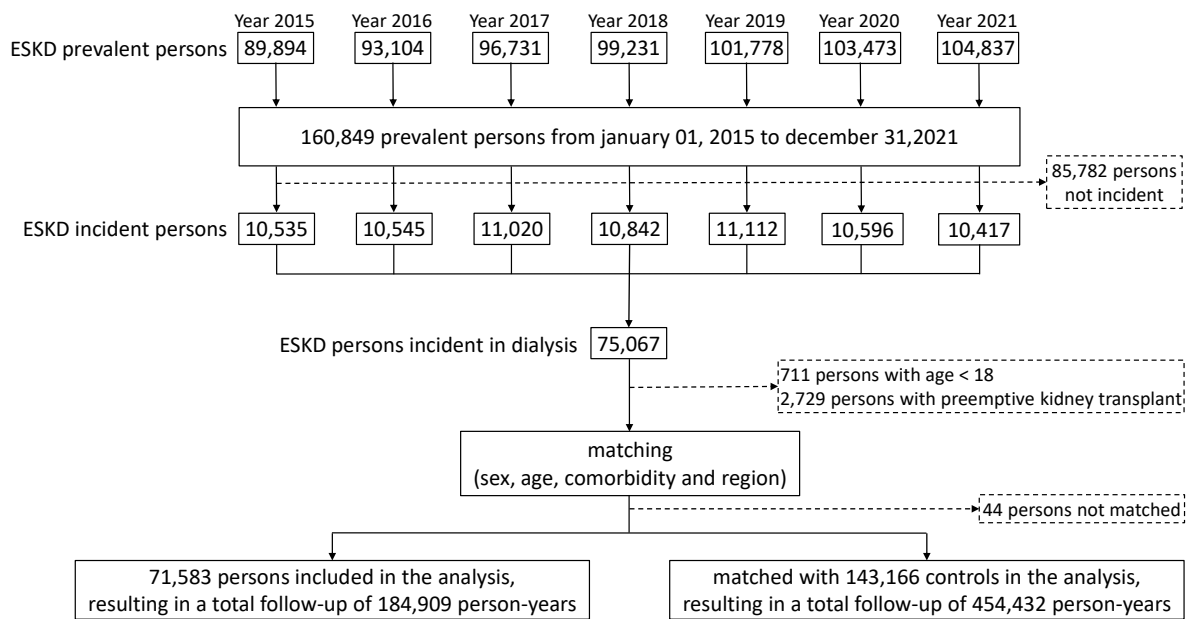 Year 2015 Year 2016 Year 2017 Year 2018 Year 2019 Year 2020 Year 2021
ESKD prevalent persons 89,894 93,104 96,731 99,231 101,778 103,473 104,837
160,849 prevalent persons from january 01, 2015 to december 31,2021
85,782 persons
not incident
ESKD incident persons 10,535 10,545 11,020 10,842 11,112 10,596 10,417
ESKD persons incident in dialysis 75,067
711 persons with age < 18
2,729 persons with preemptive kidney transplant
matching
(sex, age, comorbidity and region)
44 persons not matched
71,583 persons included in the analysis,
resulting in a total follow-up of 184,909 person-years
matched with 143,166 controls in the analysis,
resulting in a total follow-up of 454,432 person-years